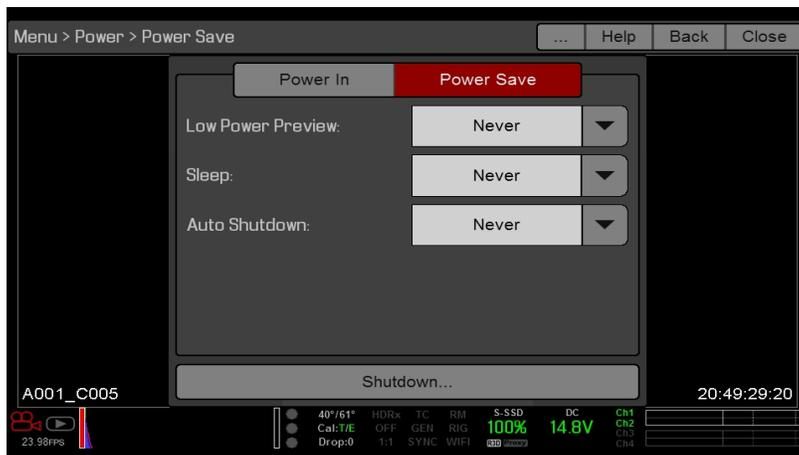 Menu > Power > Power Save ... Help Back Close
Power In Power Save
Low Power Preview: Never
Sleep: Never
Auto Shutdown: Never
Shutdown...
A001_C005 20:49:29:20
23.98FPS
40°/61° HDRx TC RM S-SSD DC Ch1
Cal:T/E OFF GEN RIG 100% 14.8V Ch2
Drop:0 1:1 SYNC WIFI R3D Proxy Ch3
Ch4